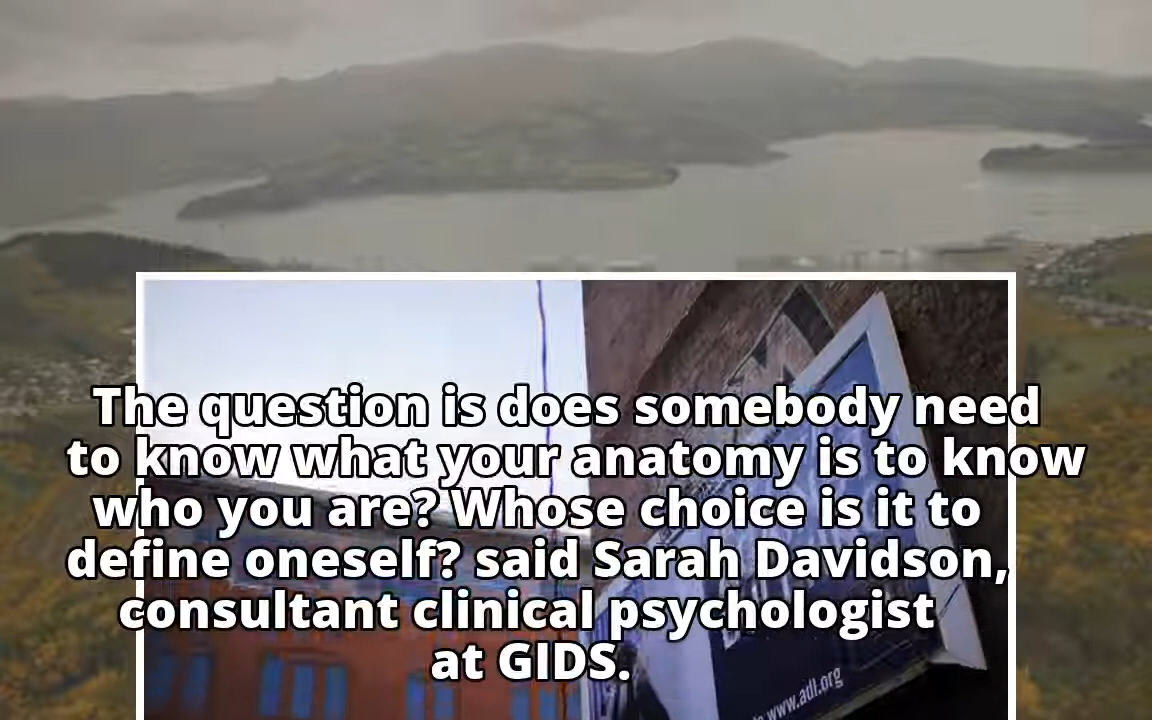 The question is does somebody need
to know what your anatomy is to know
who you are? Whose choice is it to
define oneself? said Sarah Davidson,
consultant clinical psychologist
at GIDS.
www.adl.org